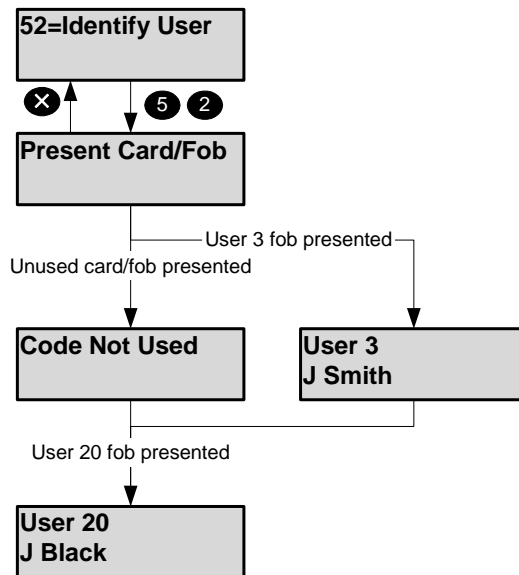 52=Identify User
5 2
Present Card/Fob
User 3 fob presented
Unused card/fob presented
Code Not Used
User 3
J Smith
User 20 fob presented
User 20
J Black